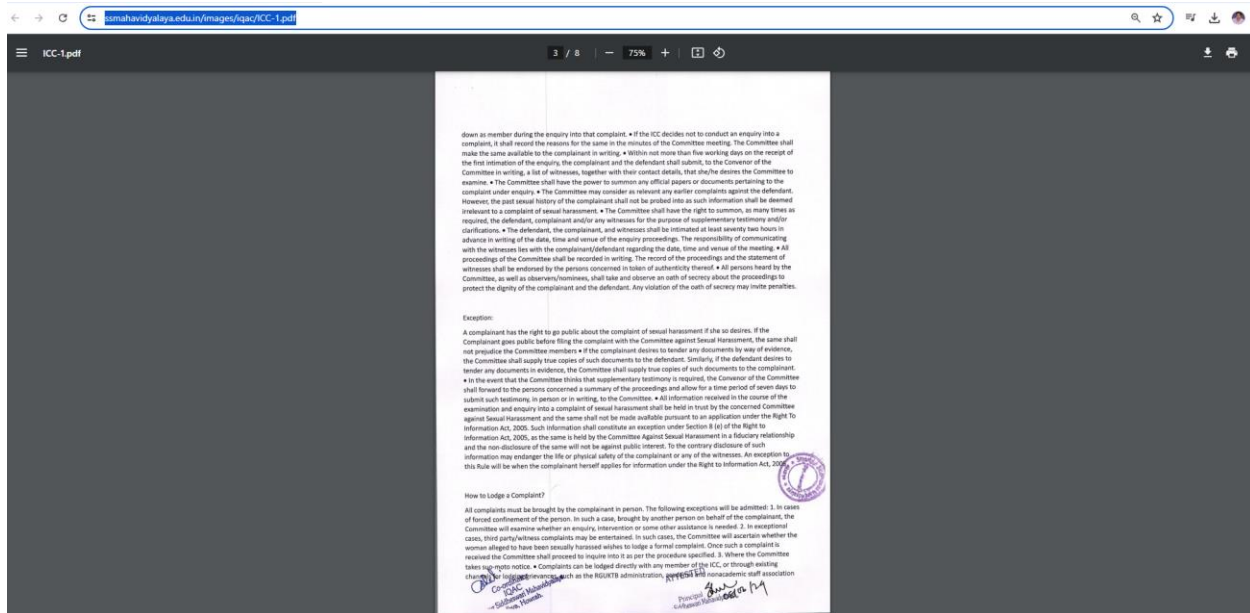 ssmahavidyalaya.edu.in/images/iqac/ICC-1.pdf
ICC-1.pdf
3 / 8
75%
down as member during the enquiry into that complaint. • If the ICC decides not to conduct an enquiry into a
complaint, it shall record the reasons for the same in the minutes of the Committee meeting. The Committee shall
make the same available to the complainant in writing. • Within not more than five working days on the receipt of
the first intimation of the enquiry, the complainant and the defendant shall submit, to the Convenor of the
Committee in writing, a list of witnesses, together with their contact details, that she/he desires the Committee to
examine. • The Committee shall have the power to summon any official papers or documents pertaining to the
complaint under enquiry. • The Committee may consider as relevant any earlier complaints against the defendant.
However, the past sexual history of the complainant shall not be probed into as such information shall be deemed
irrelevant to a complaint of sexual harassment. • The Committee shall have the right to summon, as many times as
required, the defendant, complainant and/or any witnesses for the purpose of supplementary testimony and/or
clarifications. • The defendant, the complainant, and witnesses shall be intimated at least seventy two hours in
advance in writing of the date, time and venue of the enquiry proceedings. The responsibility of communicating
with the witnesses lies with the complainant/defendant regarding the date, time and venue of the meeting. • All
proceedings of the Committee shall be recorded in writing. The record of the proceedings and the statement of
witnesses shall be endorsed by the persons concerned in token of authenticity thereof. • All persons heard by the
Committee, as well as observers/nominees, shall take and observe an oath of secrecy about the proceedings to
protect the dignity of the complainant and the defendant. Any violation of the oath of secrecy may invite penalties.
Exception:
A complainant has the right to go public about the complaint of sexual harassment if she so desires. If the
Complainant goes public before filing the complaint with the Committee against Sexual Harassment, the same shall
not prejudice the Committee members • If the complainant desires to tender any documents by way of evidence,
the Committee shall supply true copies of such documents to the defendant. Similarly, if the defendant desires to
tender any documents in evidence, the Committee shall supply true copies of such documents to the complainant.
• In the event that the Committee thinks that supplementary testimony is required, the Convenor of the Committee
shall forward to the persons concerned a summary of the proceedings and allow for a time period of seven days to
submit such testimony, in person or in writing, to the Committee. • All information received in the course of the
examination and enquiry into a complaint of sexual harassment shall be held in trust by the concerned Committee
against Sexual Harassment and the same shall not be made available pursuant to an application under the Right To
Information Act, 2005. Such Information shall constitute an exception under Section 8 (e) of the Right to
Information Act, 2005, as the same is held by the Committee Against Sexual Harassment in a fiduciary relationship
and the non-disclosure of the same will not be against public interest. To the contrary disclosure of such
information may endanger the life or physical safety of the complainant or any of the witnesses. An exception to
this Rule will be when the complainant herself applies for information under the Right to Information Act, 2005.
How to Lodge a Complaint?
All complaints must be brought by the complainant in person. The following exceptions will be admitted: 1. In cases
of forced confinement of the person. In such a case, brought by another person on behalf of the complainant, the
Committee will examine whether an enquiry, intervention or some other assistance is needed. 2. In exceptional
cases, third party/witness complaints may be entertained. In such cases, the Committee will ascertain whether the
woman alleged to have been sexually harassed wishes to lodge a formal complaint. Once such a complaint is
received the Committee shall proceed to inquire into it as per the procedure specified. 3. Where the Committee
takes suo-moto notice. • Complaints can be lodged directly with any member of the ICC, or through existing
channels for lodging grievances, such as the RGUKTB administration, and nonacademic staff association
ATTESTED
Co-ordinator
IQAC
Siddheswari Mahavidyalaya
Howrah.
Principal
Siddheswari Mahavidyalaya